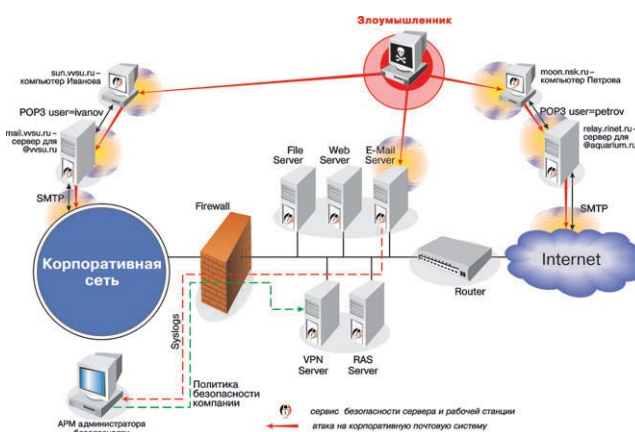 Злоумышленник
sun.vvsu.ru –
компьютер Иванова
moon.nsk.ru –
компьютер Петрова
POP3 user=ivanov
POP3 user=petrov
mail.vvsu.ru –
сервер для
@vvsu.ru
relay.rinet.ru –
сервер для
@aquarium.ru
File
Server
Web
Server
E-Mail
Server
SMTP
SMTP
Firewall
Корпоративная
сеть
Internet
Router
Syslogs
VPN
Server
RAS
Server
Политика
безопасности
компании
АРМ администратора
безопасности
сервис безопасности сервера и рабочей станции
атака на корпоративную почтовую систему